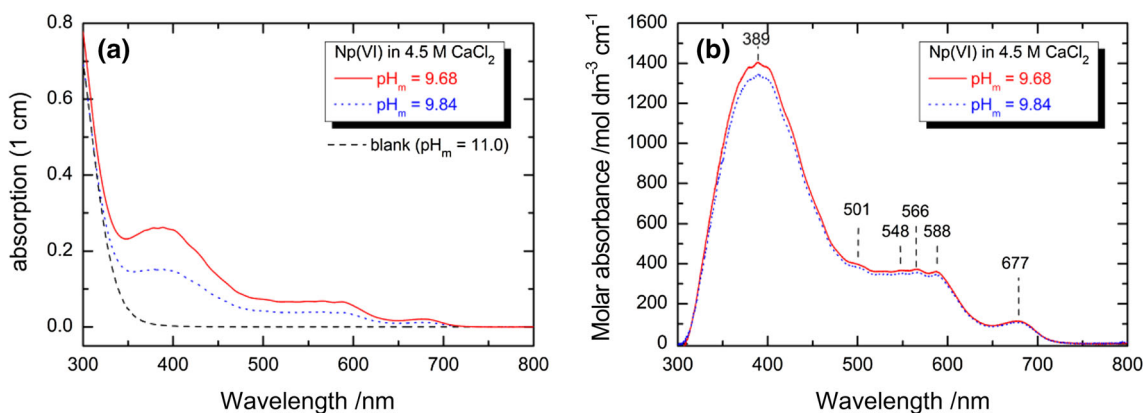 (a)
Np(VI) in 4.5 M CaCl₂
pHₘ = 9.68
pHₘ = 9.84
blank (pHₘ = 11.0)
absorption (1 cm)
0.8
0.6
0.4
0.2
0.0
300 400 500 600 700 800
Wavelength /nm
(b)
Np(VI) in 4.5 M CaCl₂
pHₘ = 9.68
pHₘ = 9.84
Molar absorbance /mol dm⁻³ cm⁻¹
1600
1400
1200
1000
800
600
400
200
0
389
501
548
566
588
677
300 400 500 600 700 800
Wavelength /nm